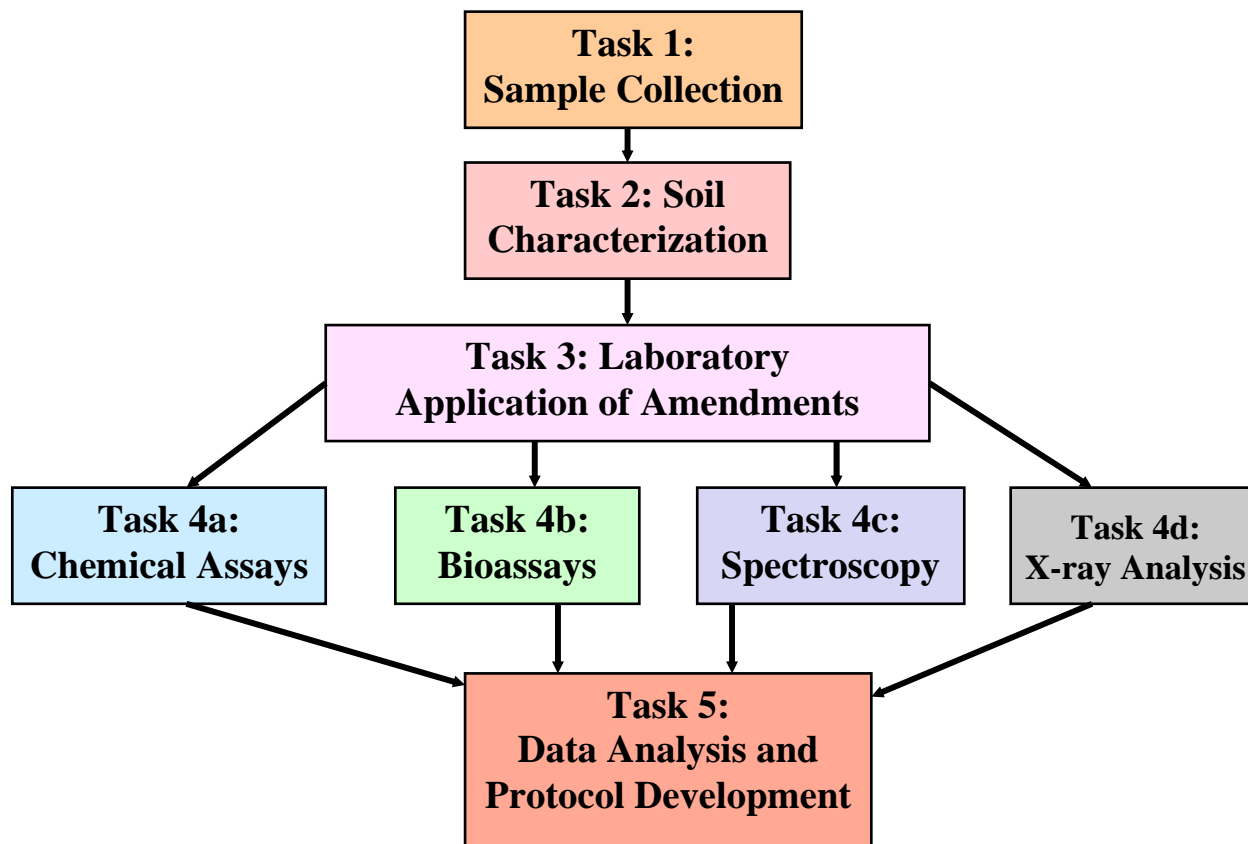 Task 1:
Sample Collection
Task 2: Soil
Characterization
Task 3: Laboratory
Application of Amendments
Task 4a:
Chemical Assays
Task 4b:
Bioassays
Task 4c:
Spectroscopy
Task 4d:
X-ray Analysis
Task 5:
Data Analysis and
Protocol Development